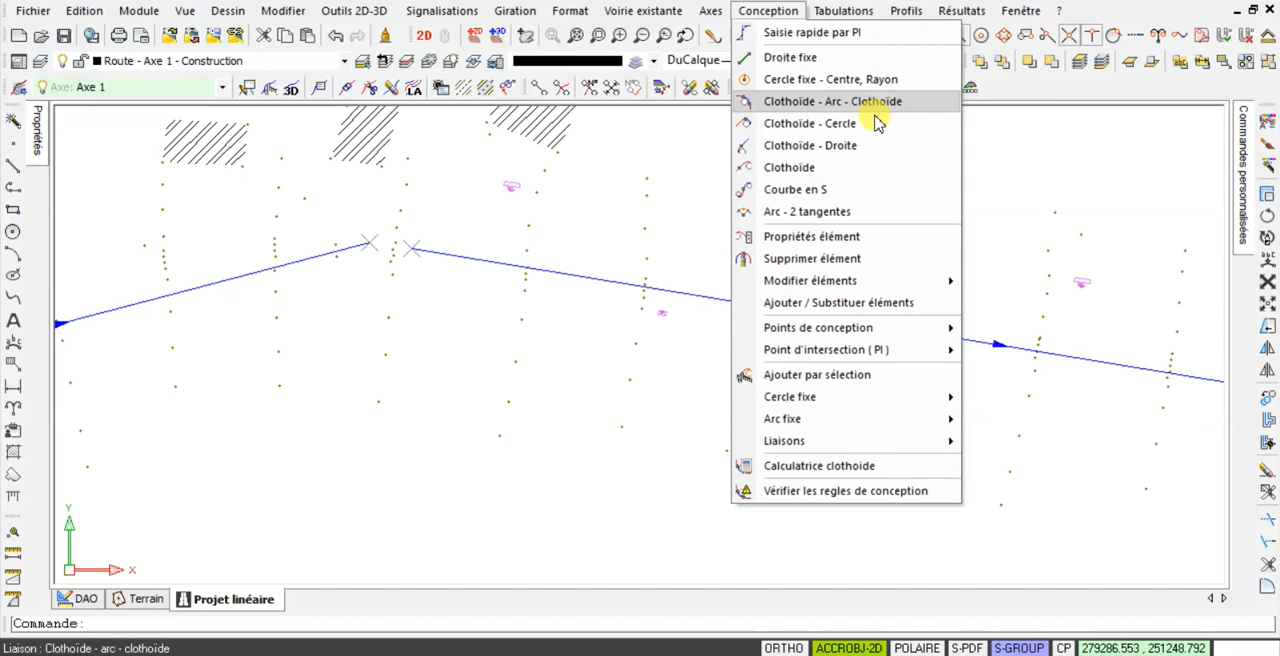 Fichier Edition Module Vue Dessin Modifier Outils 2D-3D Signalisations Giration Format Voirie existante Axes Conception Tabulations Profils Résultats Fenêtre ?
2D
Route - Axe 1 - Construction
DuCalque
Axe: Axe 1
3D
LA
Propriétés
Commandes personnalisées
Saisie rapide par PI
Droite fixe
Cercle fixe - Centre, Rayon
Clothoïde - Arc - Clothoïde
Clothoïde - Cercle
Clothoïde - Droite
Clothoïde
Courbe en S
Arc - 2 tangentes
Propriétés élément
Supprimer élément
Modifier éléments
Ajouter / Substituer éléments
Points de conception
Point d'intersection ( PI )
Ajouter par sélection
Cercle fixe
Arc fixe
Liaisons
Calculatrice clothoide
Vérifier les regles de conception
Y
X
DAO Terrain Projet linéaire
Commande:
Liaison : Clothoïde - arc - clothoïde
ORTHO ACCROBJ-2D POLAIRE S-PDF S-GROUP CP 279286.553 , 251248.792